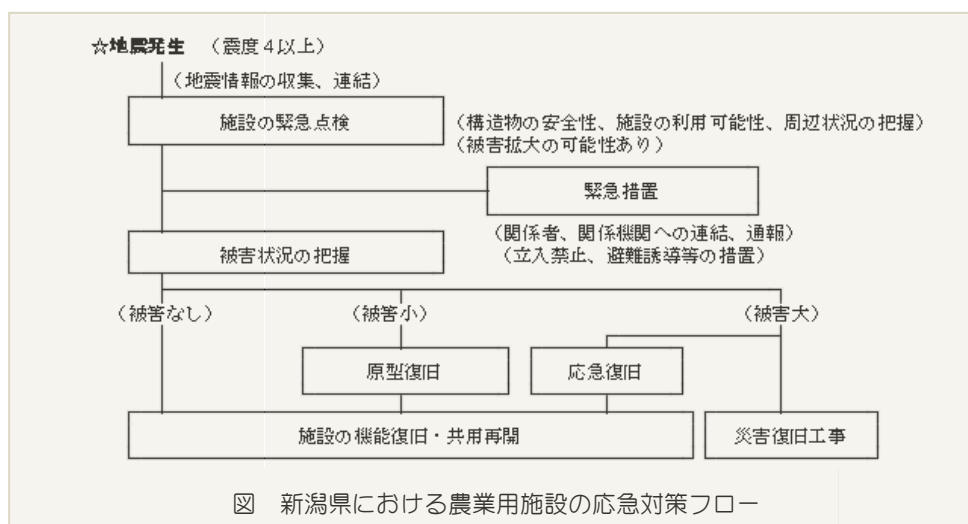 ☆地震発生 （震度4以上）
（地震情報の収集、連結）
施設の緊急点検
（構造物の安全性、施設の利用可能性、周辺状況の把握）
（被害拡大の可能性あり）
緊急措置
（関係者、関係機関への連結、通報）
（立入禁止、避難誘導等の措置）
被害状況の把握
（被害なし） （被害小） （被害大）
原型復旧 応急復旧
施設の機能復旧・共用再開 災害復旧工事
図 新潟県における農業用施設の応急対策フロー